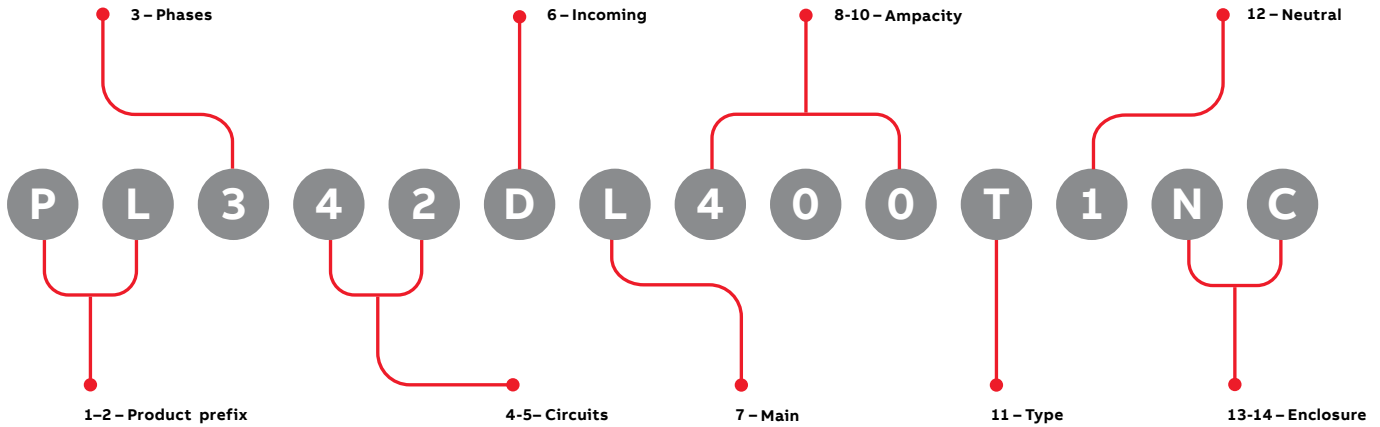 3 – Phases
6 – Incoming
8-10 – Ampacity
12 – Neutral
P L 3 4 2 D L 4 0 0 T 1 N C
1–2 – Product prefix
4-5– Circuits
7 – Main
11 – Type
13-14 – Enclosure